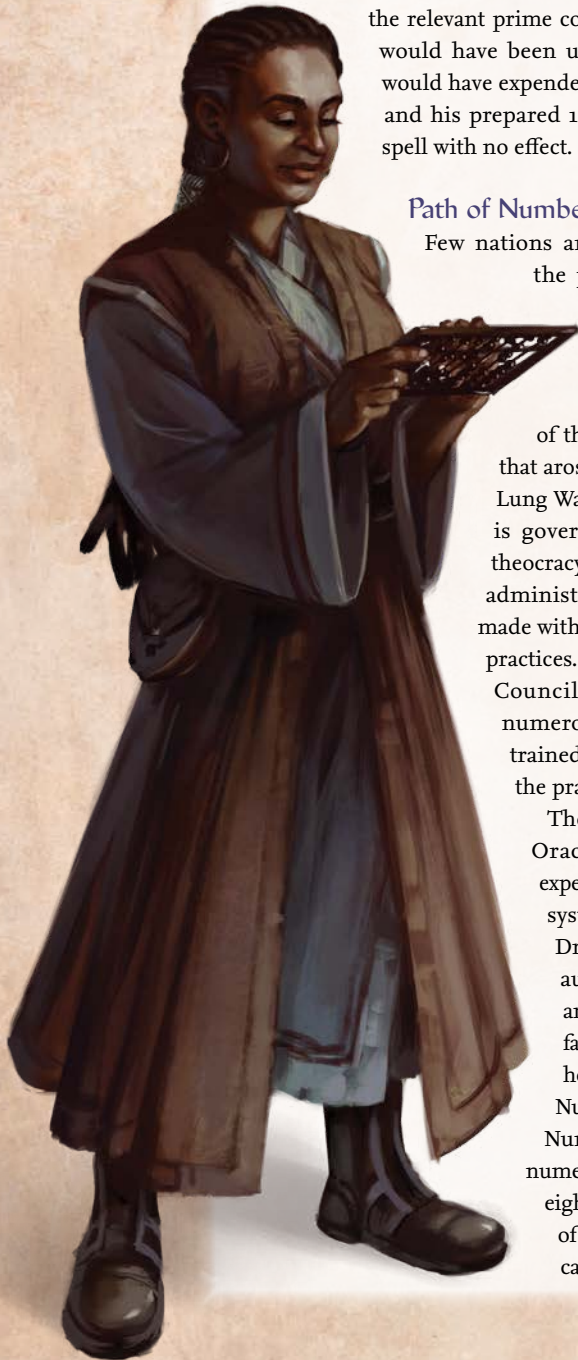 the relevant prime co
would have been u
would have expende
and his prepared 1
spell with no effect.
Path of Numbe
Few nations ar
the p
of th
that aros
Lung Wa
is gover
theocracy
administ
made with
practices.
Council
numero
trained
the pra
The
Orac
expe
syst
Dr
au
an
fa
he
Nu
Nur
nume
eigh
of
ca